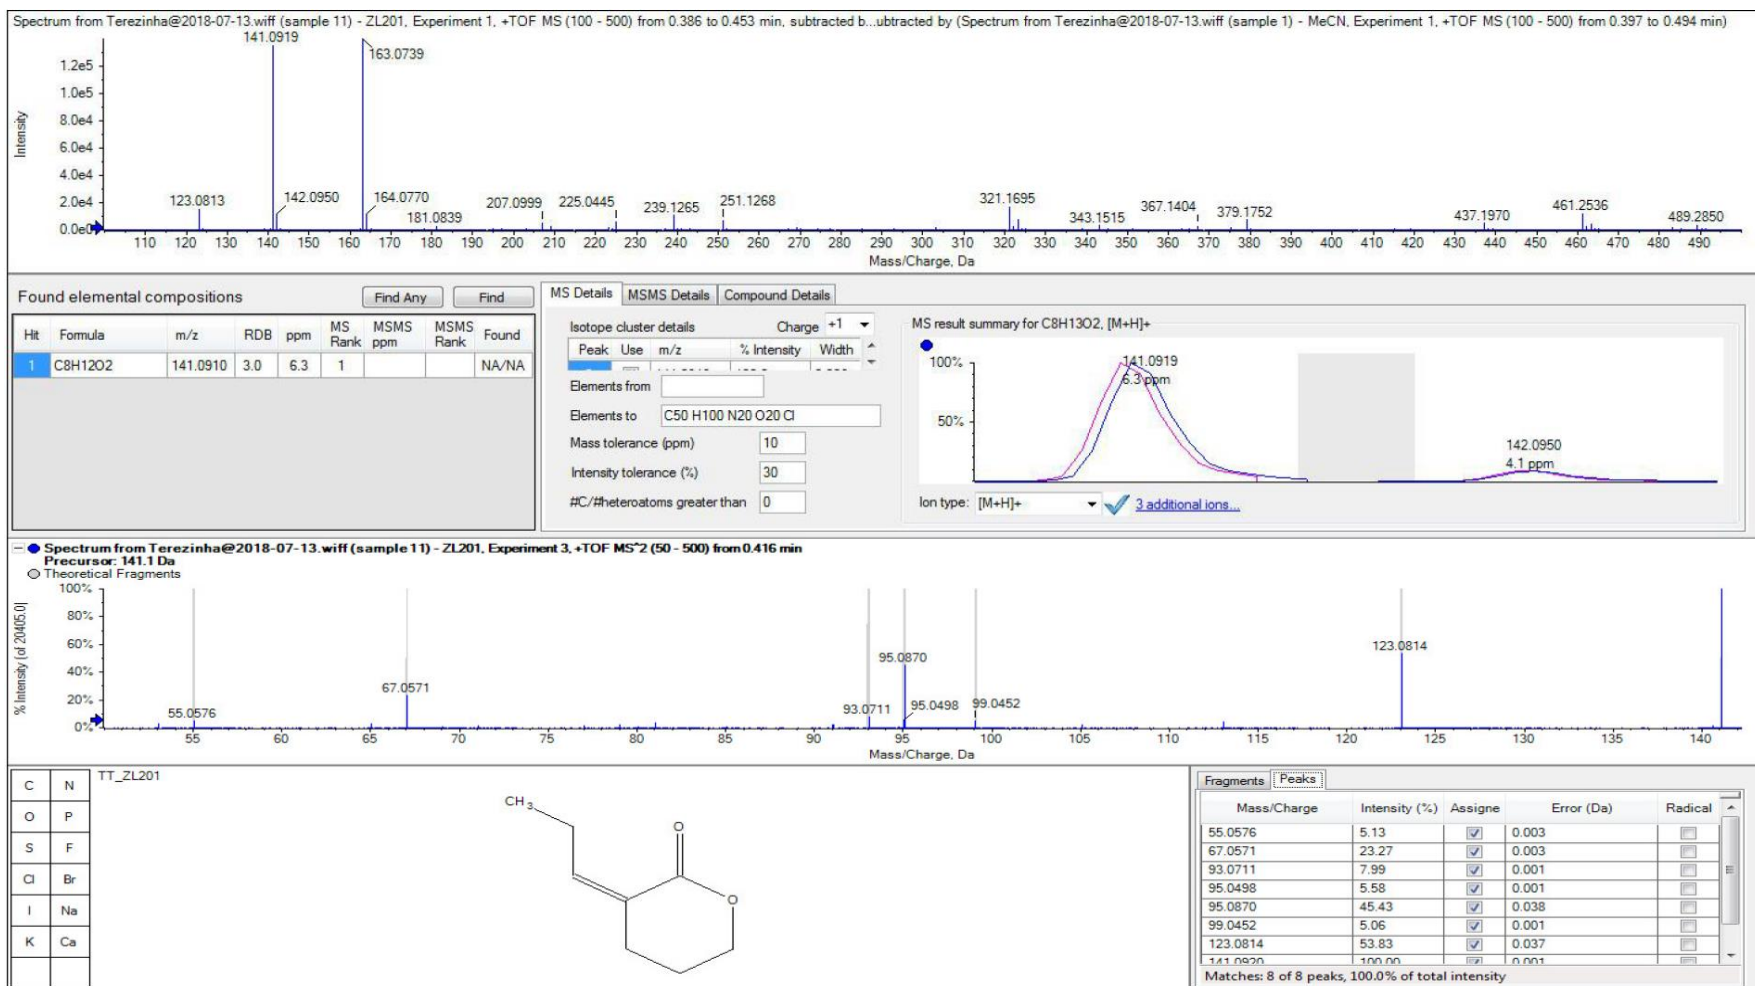 Spectrum from Terezinha@2018-07-13.wiff (sample 11) - ZL201, Experiment 1, +TOF MS (100 - 500) from 0.386 to 0.453 min, subtracted b...ubtracted by (Spectrum from Terezinha@2018-07-13.wiff (sample 1) - MeCN, Experiment 1, +TOF MS (100 - 500) from 0.397 to 0.494 min)
Intensity
1.2e5
1.0e5
8.0e4
6.0e4
4.0e4
2.0e4
0.0e0
141.0919
163.0739
123.0813
142.0950
164.0770
181.0839
207.0999
225.0445
239.1265
251.1268
321.1695
343.1515
367.1404
379.1752
437.1970
461.2536
489.2850
110 120 130 140 150 160 170 180 190 200 210 220 230 240 250 260 270 280 290 300 310 320 330 340 350 360 370 380 390 400 410 420 430 440 450 460 470 480 490
Mass/Charge, Da
Found elemental compositions
Find Any
Find
Hit Formula m/z RDB ppm MS Rank MSMS ppm MSMS Rank Found
1 C8H12O2 141.0910 3.0 6.3 1 NA/NA
MS Details
MSMS Details
Compound Details
Isotope cluster details
Charge +1
Peak Use m/z % Intensity Width
Elements from
Elements to C50 H100 N20 O20 Cl
Mass tolerance (ppm) 10
Intensity tolerance (%) 30
#C/#heteroatoms greater than 0
MS result summary for C8H13O2, [M+H]+
100%
50%
141.0919
6.3 ppm
142.0950
4.1 ppm
Ion type: [M+H]+
3 additional ions...
Spectrum from Terezinha@2018-07-13.wiff (sample 11) - ZL201, Experiment 3, +TOF MS^2 (50 - 500) from 0.416 min
Precursor: 141.1 Da
Theoretical Fragments
% Intensity (of 20405.0)
100%
80%
60%
40%
20%
0%
55.0576
67.0571
93.0711
95.0870
95.0498
99.0452
123.0814
55 60 65 70 75 80 85 90 95 100 105 110 115 120 125 130 135 140
Mass/Charge, Da
C N
O P
S F
Cl Br
I Na
K Ca
TT_ZL201
CH3
O
O
Fragments
Peaks
Mass/Charge Intensity (%) Assigne Error (Da) Radical
55.0576 5.13 0.003
67.0571 23.27 0.003
93.0711 7.99 0.001
95.0498 5.58 0.001
95.0870 45.43 0.038
99.0452 5.06 0.001
123.0814 53.83 0.037
141.0920 100.00 0.001
Matches: 8 of 8 peaks, 100.0% of total intensity